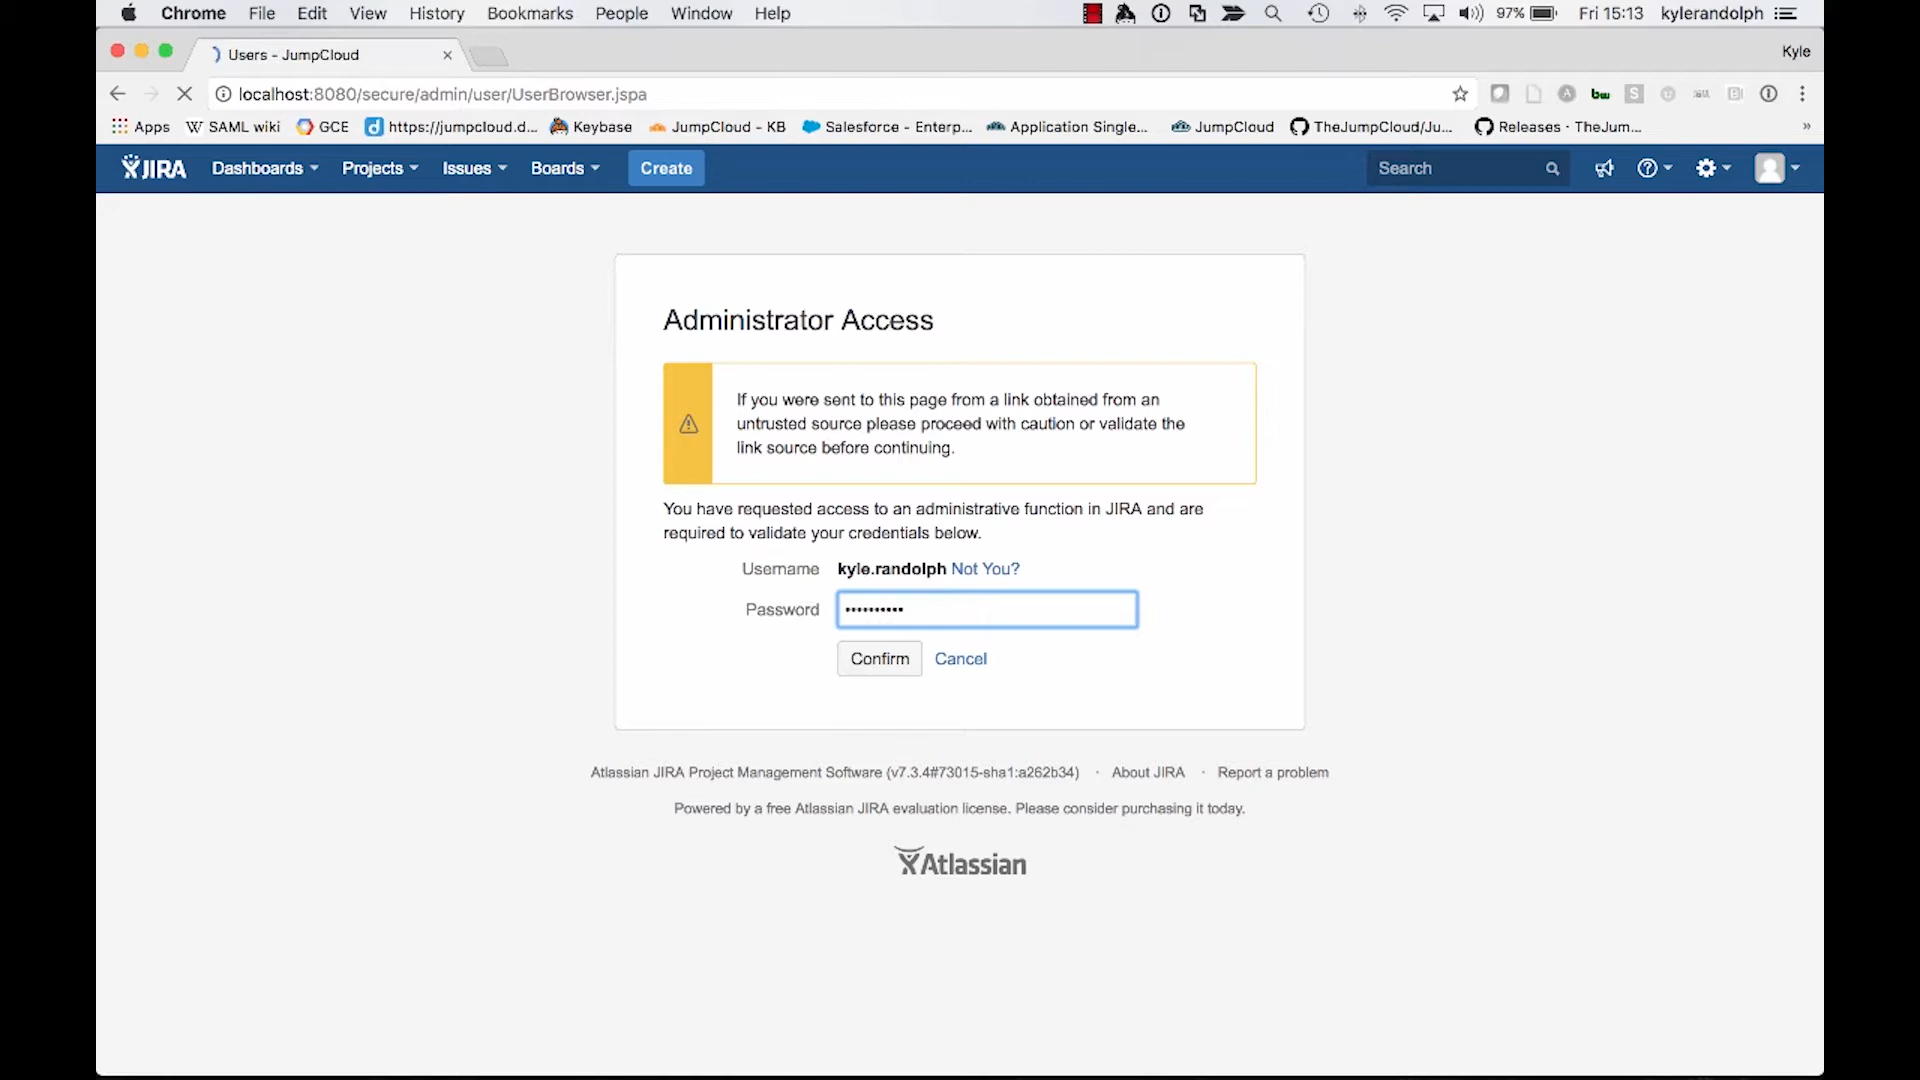 Chrome File Edit View History Bookmarks People Window Help 97% Fri 15:13 kylerandolph
Users - JumpCloud Kyle
localhost:8080/secure/admin/user/UserBrowser.jspa
Apps SAML wiki GCE https://jumpcloud.d... Keybase JumpCloud - KB Salesforce - Enterp... Application Single... JumpCloud TheJumpCloud/Ju... Releases · TheJum...
JIRA Dashboards Projects Issues Boards Create Search
Administrator Access
If you were sent to this page from a link obtained from an
untrusted source please proceed with caution or validate the
link source before continuing.
You have requested access to an administrative function in JIRA and are
required to validate your credentials below.
Username kyle.randolph Not You?
Password ••••••••••
Confirm Cancel
Atlassian JIRA Project Management Software (v7.3.4#73015-sha1:a262b34) · About JIRA · Report a problem
Powered by a free Atlassian JIRA evaluation license. Please consider purchasing it today.
Atlassian